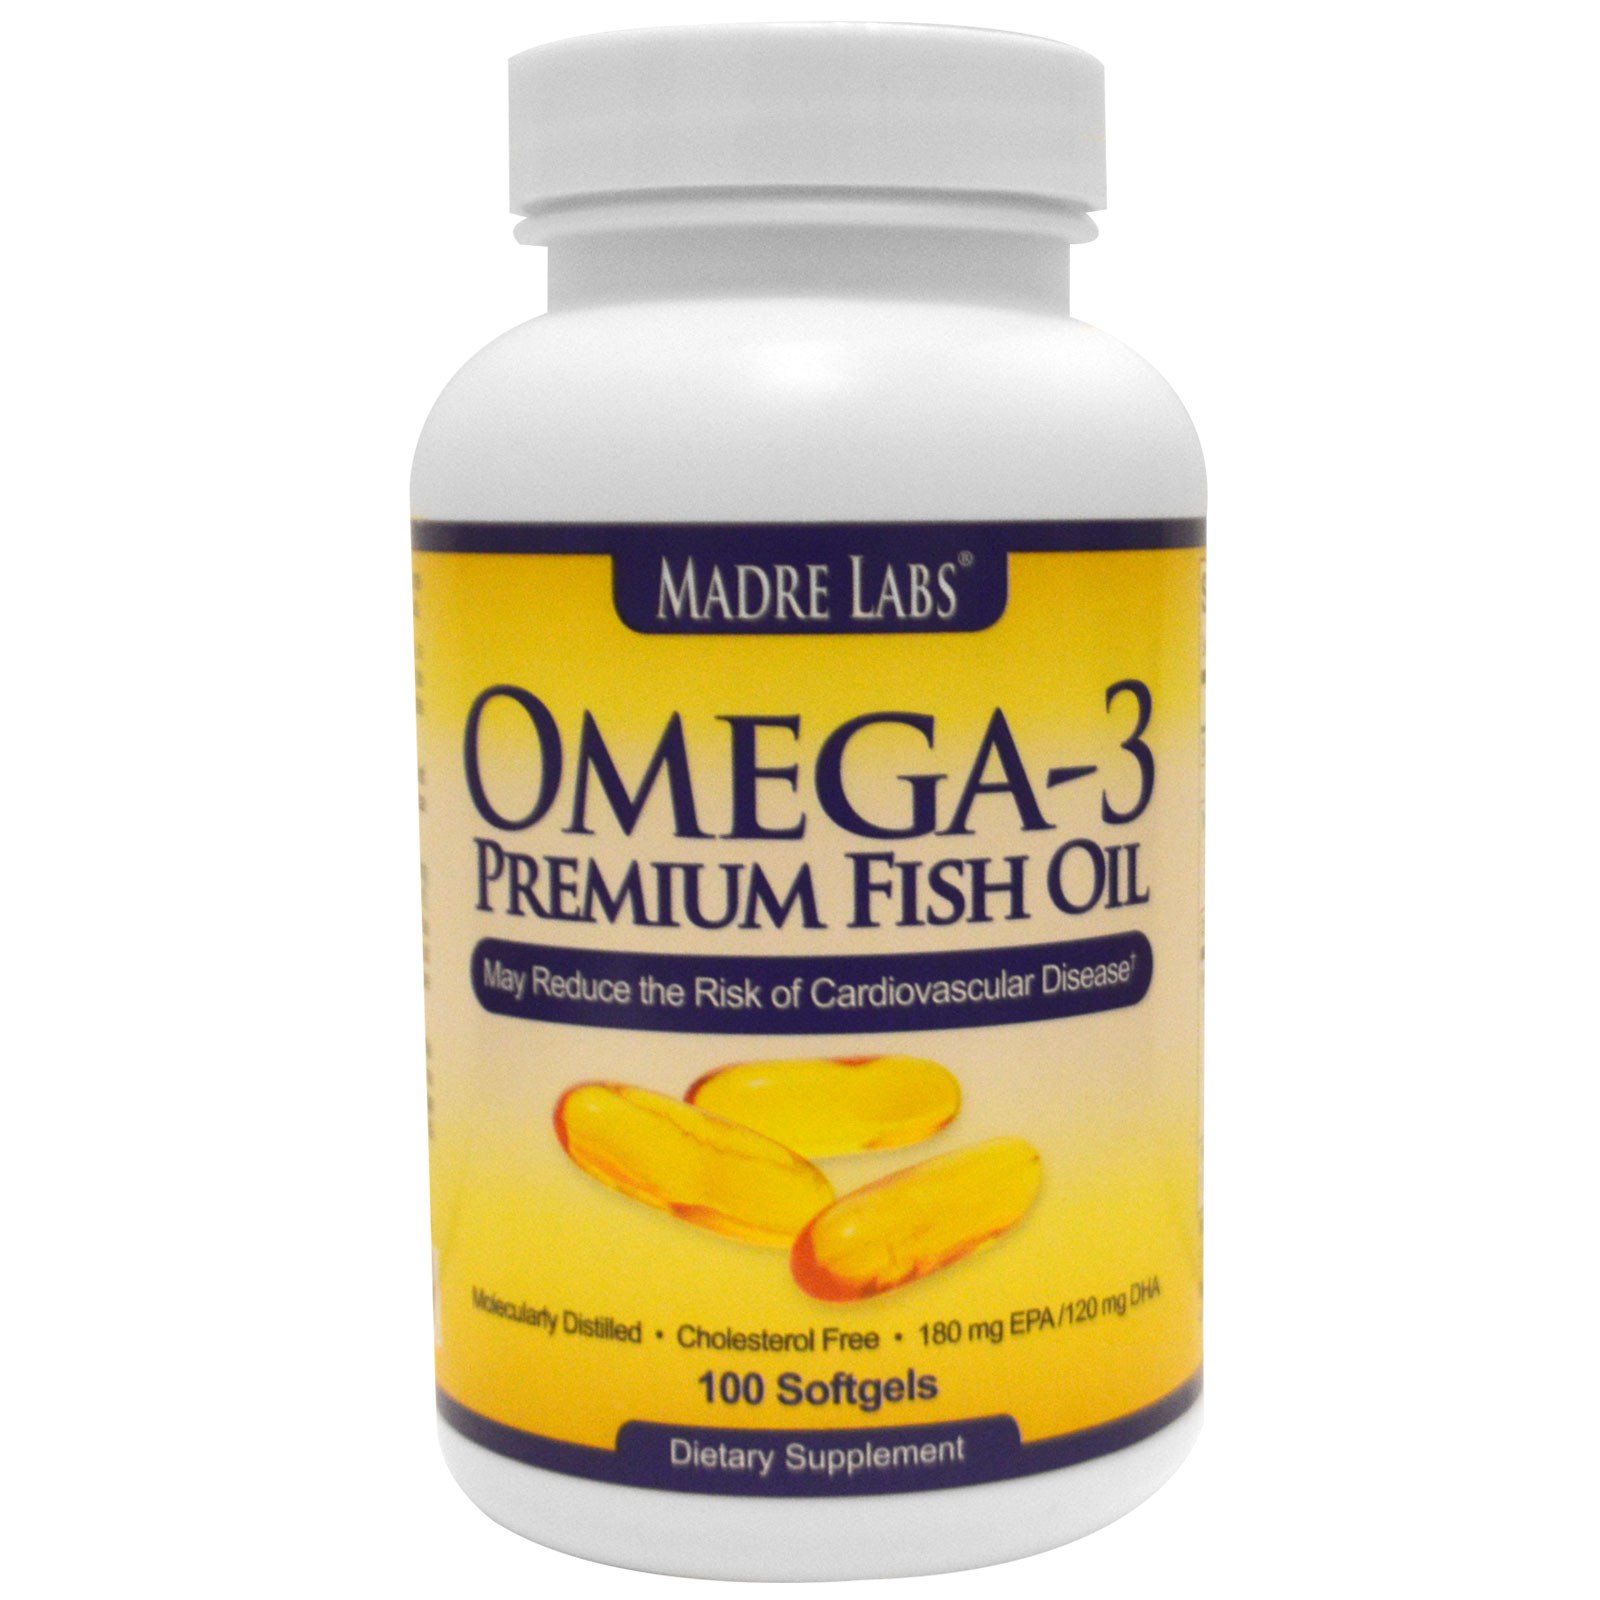 MADRE LABS®
OMEGA-3
PREMIUM FISH OIL
May Reduce the Risk of Cardiovascular Disease†
Molecularly Distilled • Cholesterol Free • 180 mg EPA/120 mg DHA
100 Softgels
Dietary Supplement